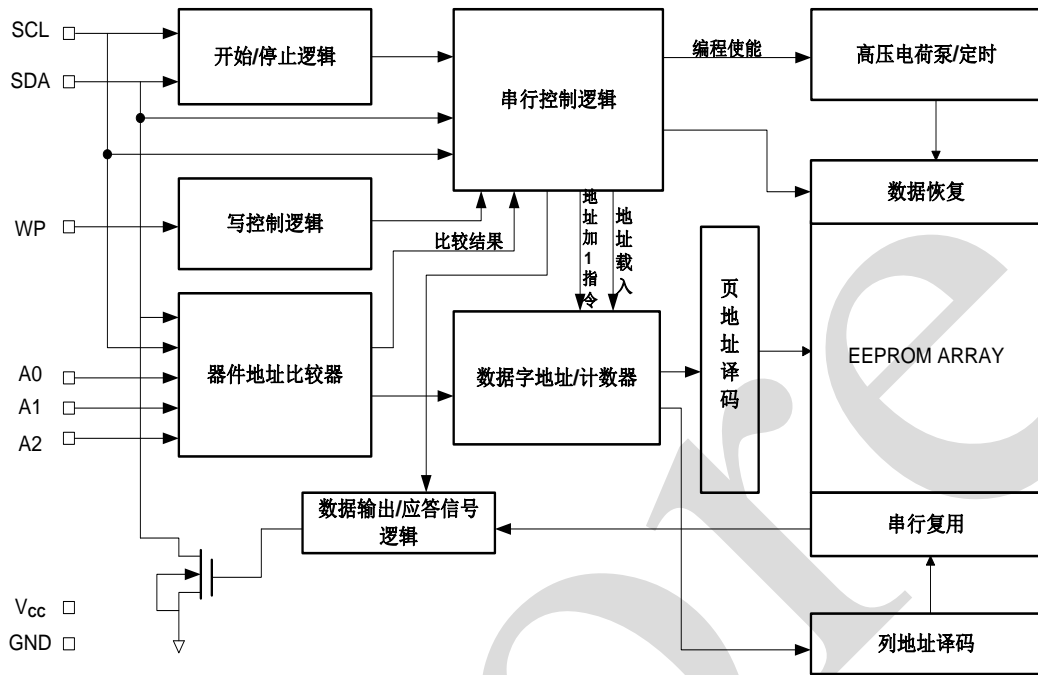 SCL
SDA
开始/停止逻辑
串行控制逻辑
编程使能
高压电荷泵/定时
数据恢复
WP
写控制逻辑
比较结果
地址加1指令
地址载入
页地址译码
EEPROM ARRAY
A0
A1
A2
器件地址比较器
数据字地址/计数器
数据输出/应答信号
逻辑
串行复用
VCC
GND
列地址译码
ore